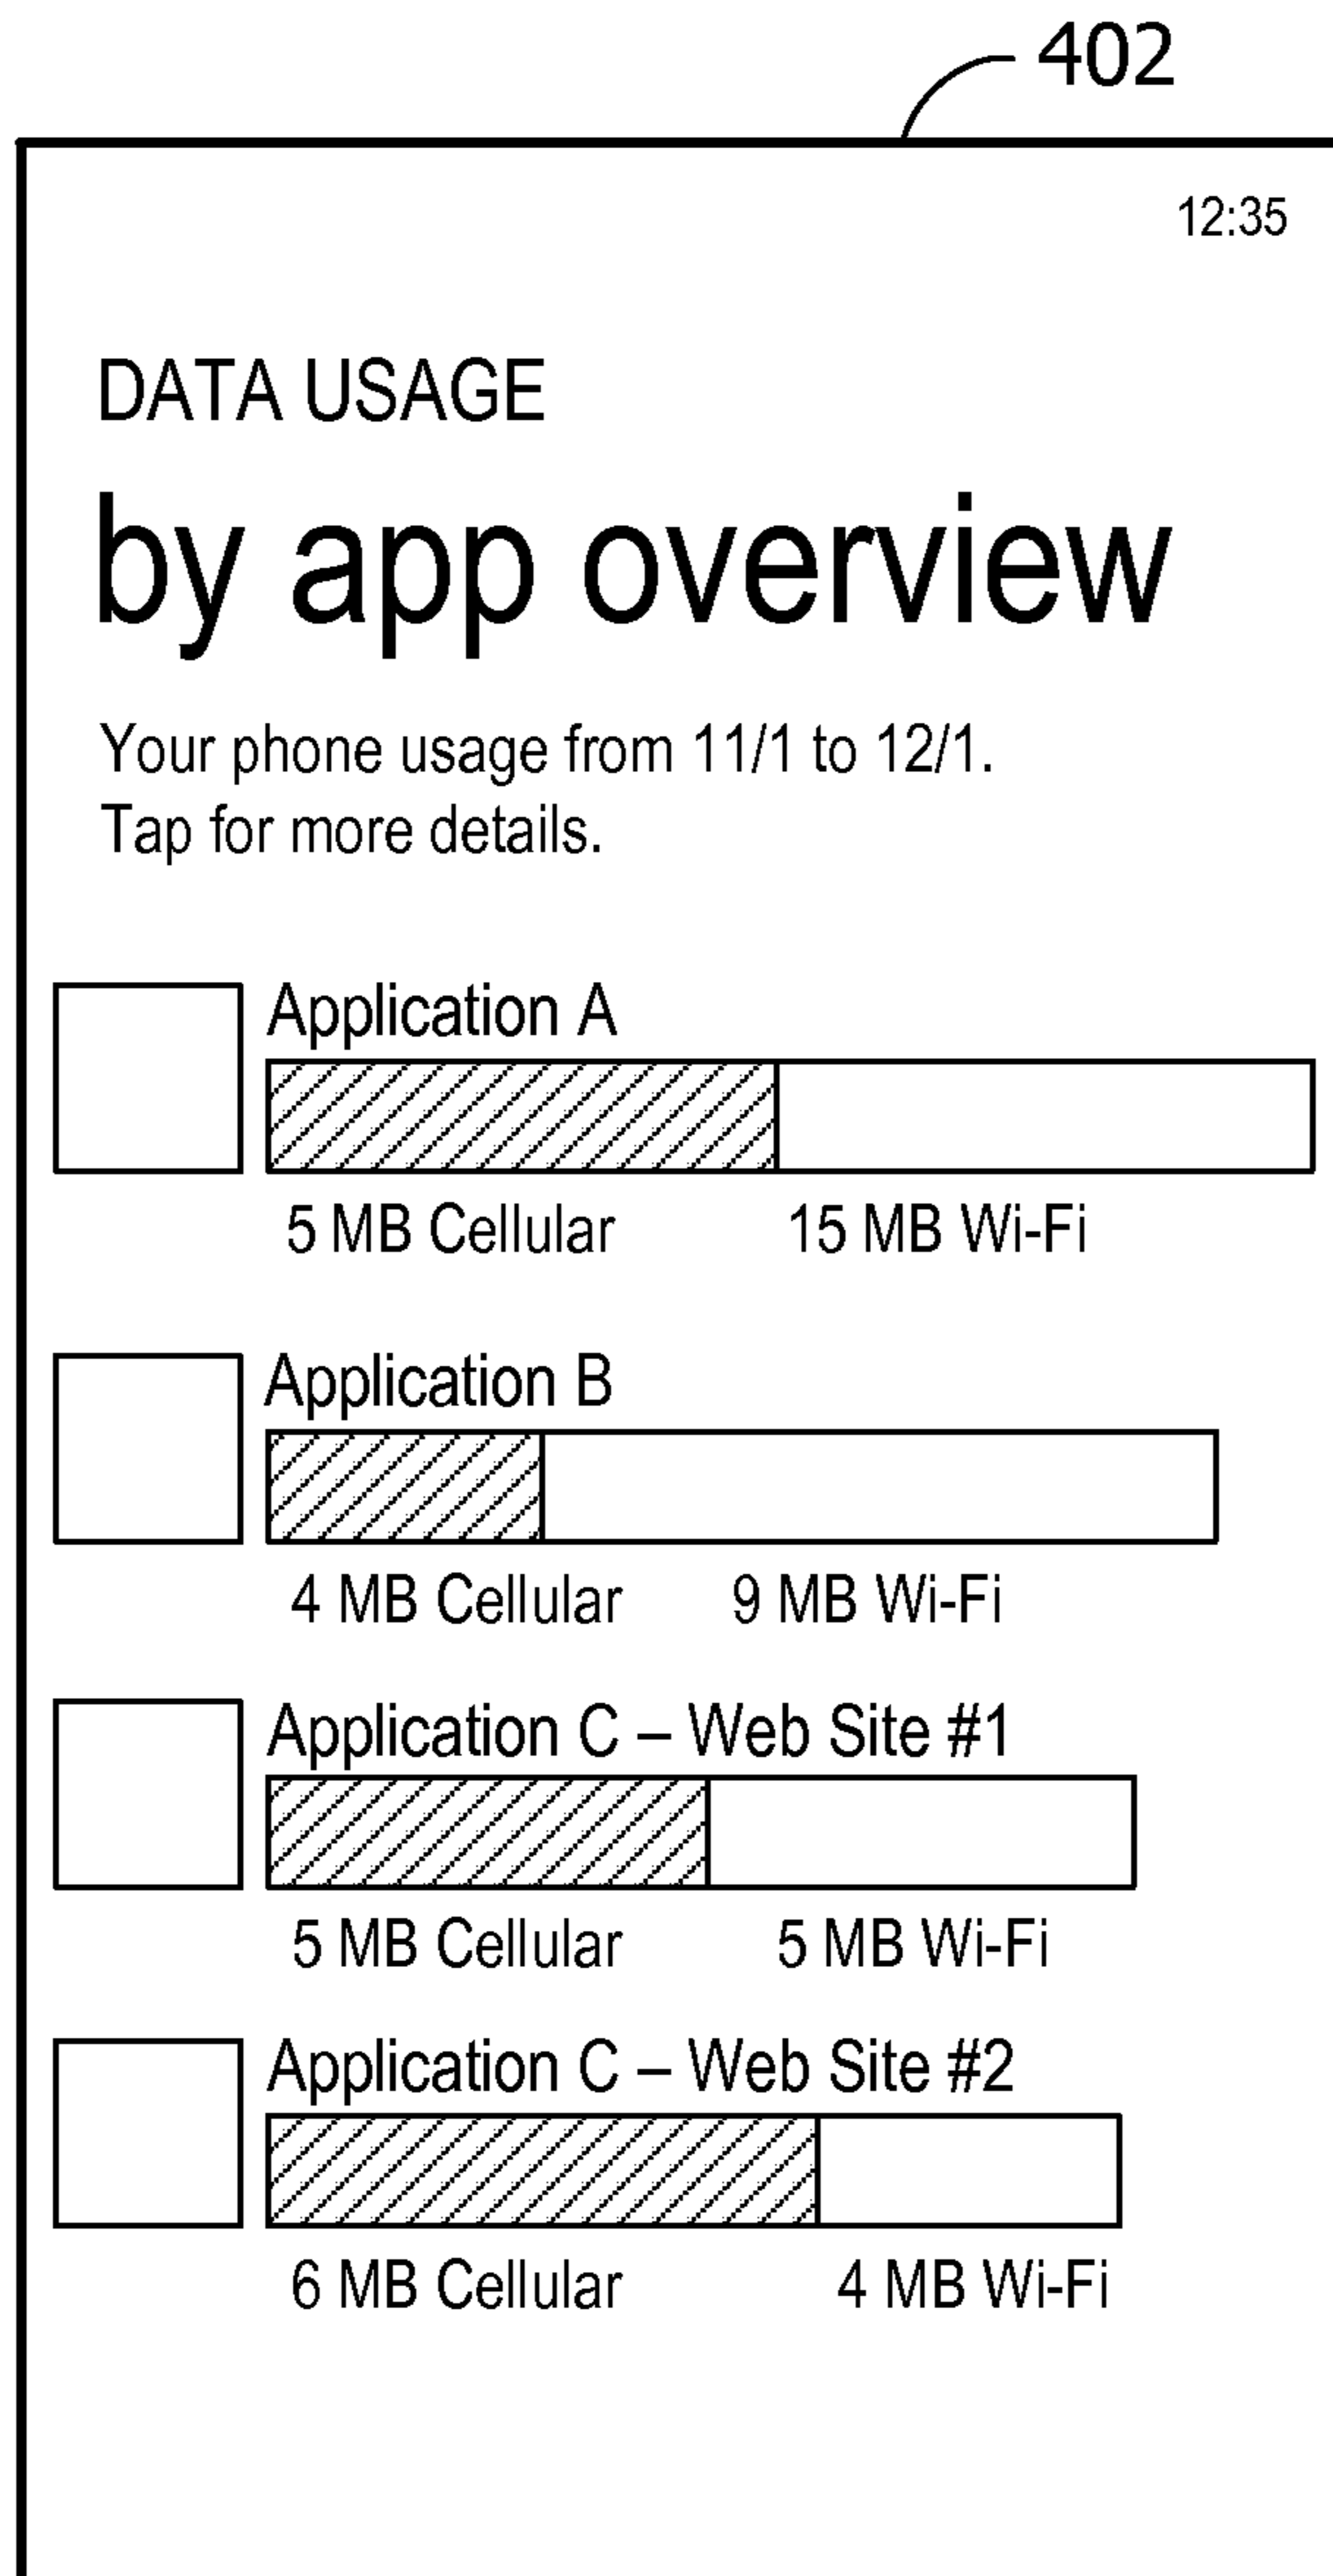 402
12:35
DATA USAGE
by app overview
Your phone usage from 11/1 to 12/1.
Tap for more details.
Application A
5 MB Cellular 15 MB Wi-Fi
Application B
4 MB Cellular 9 MB Wi-Fi
Application C – Web Site #1
5 MB Cellular 5 MB Wi-Fi
Application C – Web Site #2
6 MB Cellular 4 MB Wi-Fi